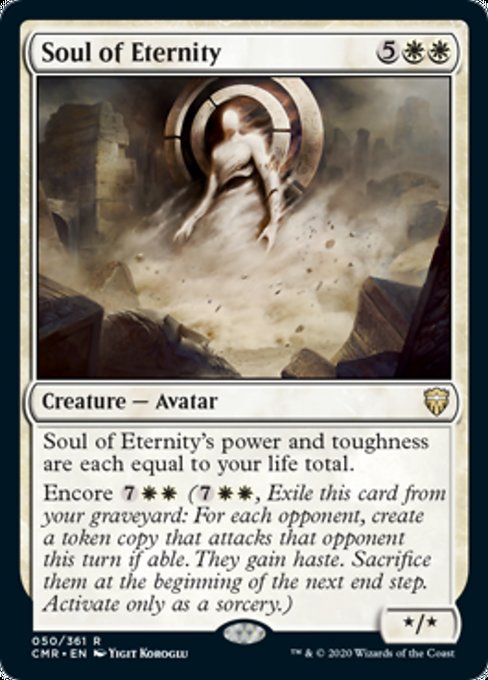 Soul of Eternity 5
Creature — Avatar
Soul of Eternity's power and toughness
are each equal to your life total.
Encore 7 (7, Exile this card from
your graveyard: For each opponent, create
a token copy that attacks that opponent
this turn if able. They gain haste. Sacrifice
them at the beginning of the next end step.
Activate only as a sorcery.)
*/*
050/361 R
CMR • EN YIGIT KOROGLU
™ & © 2020 Wizards of the Coast